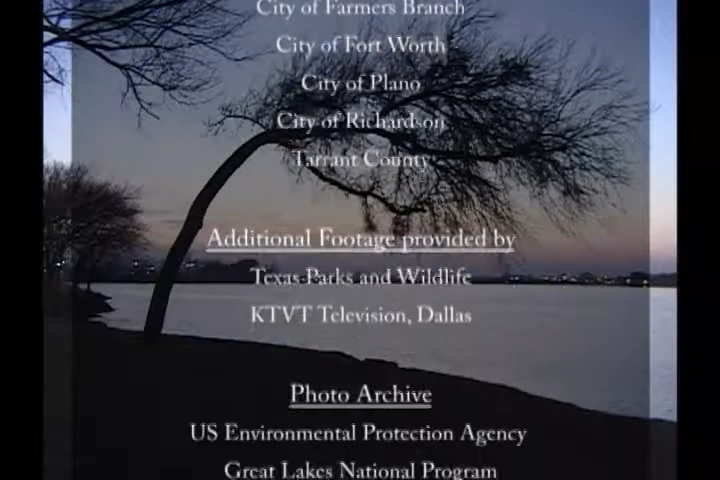 City of Farmers Branch
City of Fort Worth
City of Plano
City of Richardson
Tarrant County
Additional Footage provided by
Texas Parks and Wildlife
KTVT Television, Dallas
Photo Archive
US Environmental Protection Agency
Great Lakes National Program